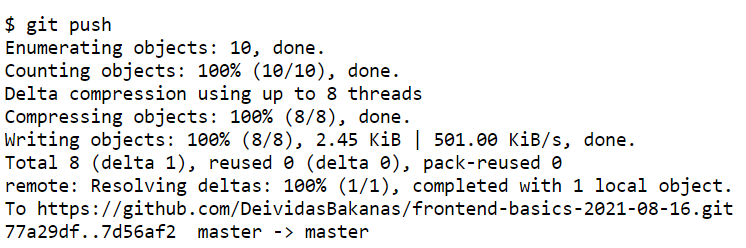 $ git push
Enumerating objects: 10, done.
Counting objects: 100% (10/10), done.
Delta compression using up to 8 threads
Compressing objects: 100% (8/8), done.
Writing objects: 100% (8/8), 2.45 KiB | 501.00 KiB/s, done.
Total 8 (delta 1), reused 0 (delta 0), pack-reused 0
remote: Resolving deltas: 100% (1/1), completed with 1 local object.
To https://github.com/DeividasBakanas/frontend-basics-2021-08-16.git
77a29df..7d56af2  master -> master